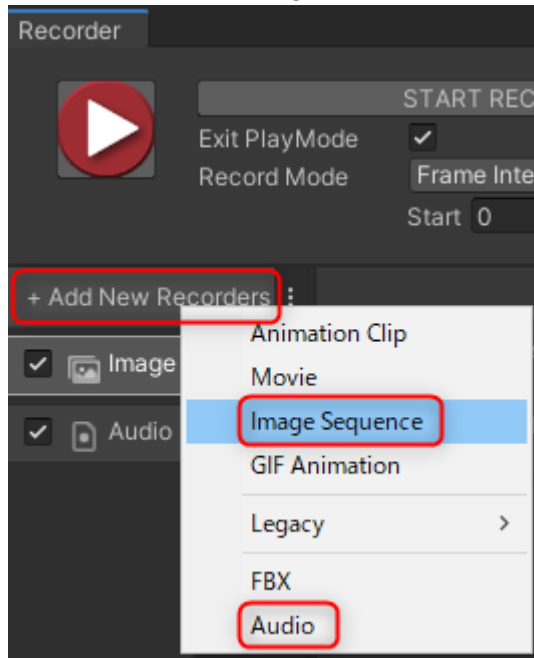 Recorder
START REC
Exit PlayMode
Record Mode
Frame Inte
Start 0
+ Add New Recorders
Image
Audio
Animation Clip
Movie
Image Sequence
GIF Animation
Legacy
FBX
Audio